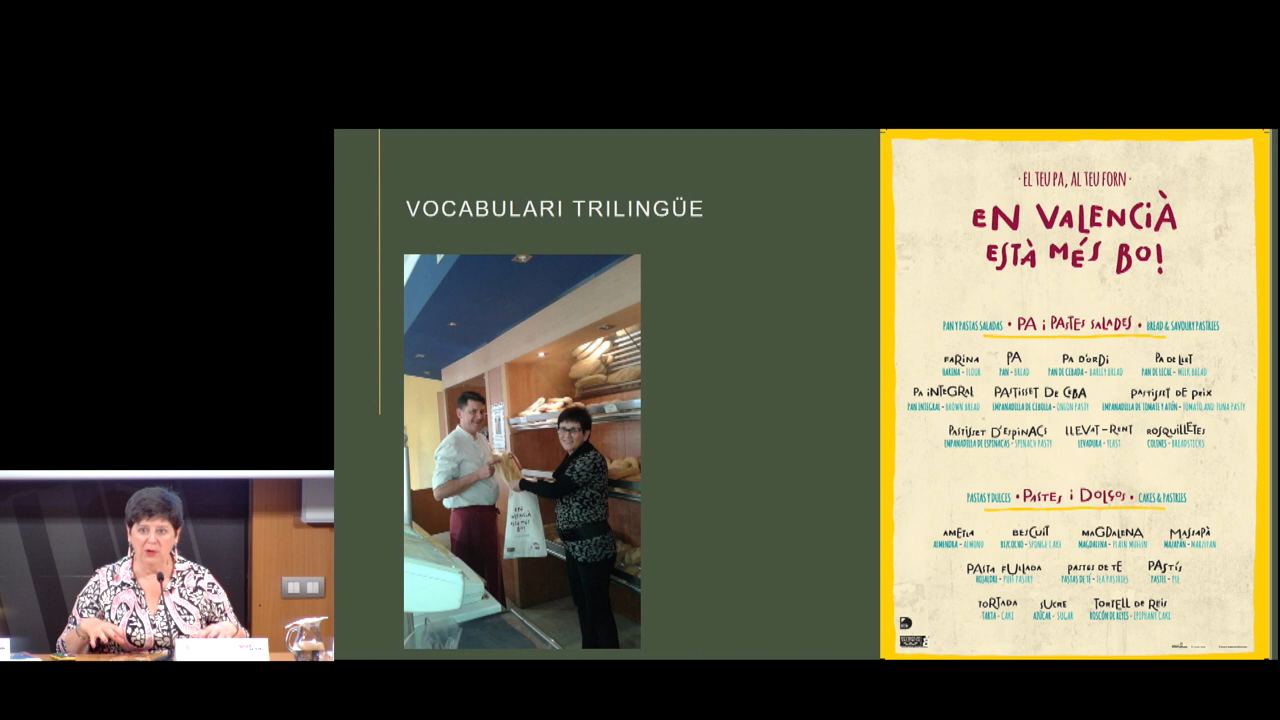 VOCABULARI TRILINGÜE
EN
VALENCIÀ
ESTÀ MÉS
BO!
· EL TEU PA, AL TEU FORN ·
EN VALENCIÀ
ESTÀ MÉS BO!
PAN Y PASTAS SALADAS • PA i PASTES SALADES • BREAD & SAVOURY PASTRIES
FARINA PA PA D'ORDI PA DE LLET
HARINA - FLOUR PAN - BREAD PAN DE CEBADA - BARLEY BREAD PAN DE LECHE - MILK BREAD
PA INTEGRAL PASTISSET DE CEBA PASTISSET DE PEIX
PAN INTEGRAL - BROWN BREAD EMPANADILLA DE CEBOLLA - ONION PASTY EMPANADILLA DE TOMATE Y ATÚN - TOMATO AND TUNA PASTY
PASTISSET D'ESPINACS LLEVAT-RENT ROSQUILLETES
EMPANADILLA DE ESPINACAS - SPINACH PASTY LEVADURA - YEAST COLINES - BREADSTICKS
PASTAS Y DULCES • PASTES i DOLÇOS • CAKES & PASTRIES
AMETLA BESCUIT MAGDALENA MASSAPÀ
ALMENDRA - ALMOND BIZCOCHO - SPONGE CAKE MAGDALENA - PLAIN MUFFIN MAZAPÁN - MARZIPAN
PASTA FULLADA PASTES DE TÉ PASTÍS
HOJALDRE - PUFF PASTRY PASTAS DE TÉ - TEA PASTRIES PASTEL - PIE
TORTADA SUCRE TORTELL DE REIS
TARTA - CAKE AZÚCAR - SUGAR ROSCÓN DE REYES - EPIPHANY CAKE